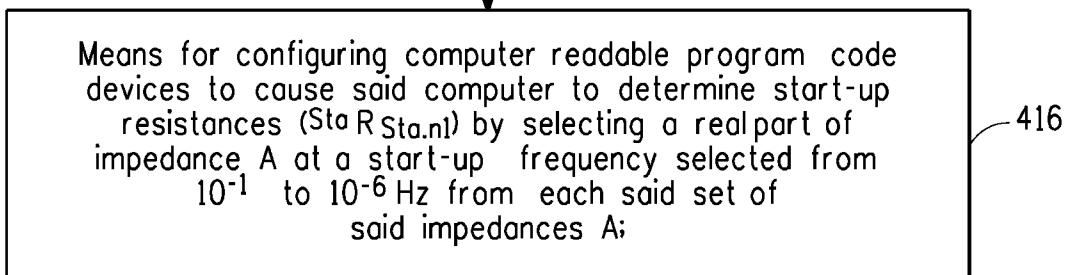 Means for configuring computer readable program code
devices to cause said computer to determine start-up
resistances (Sta R Sta.n1) by selecting a real part of
impedance A at a start-up frequency selected from
10⁻¹ to 10⁻⁶ Hz from each said set of
said impedances A;
416